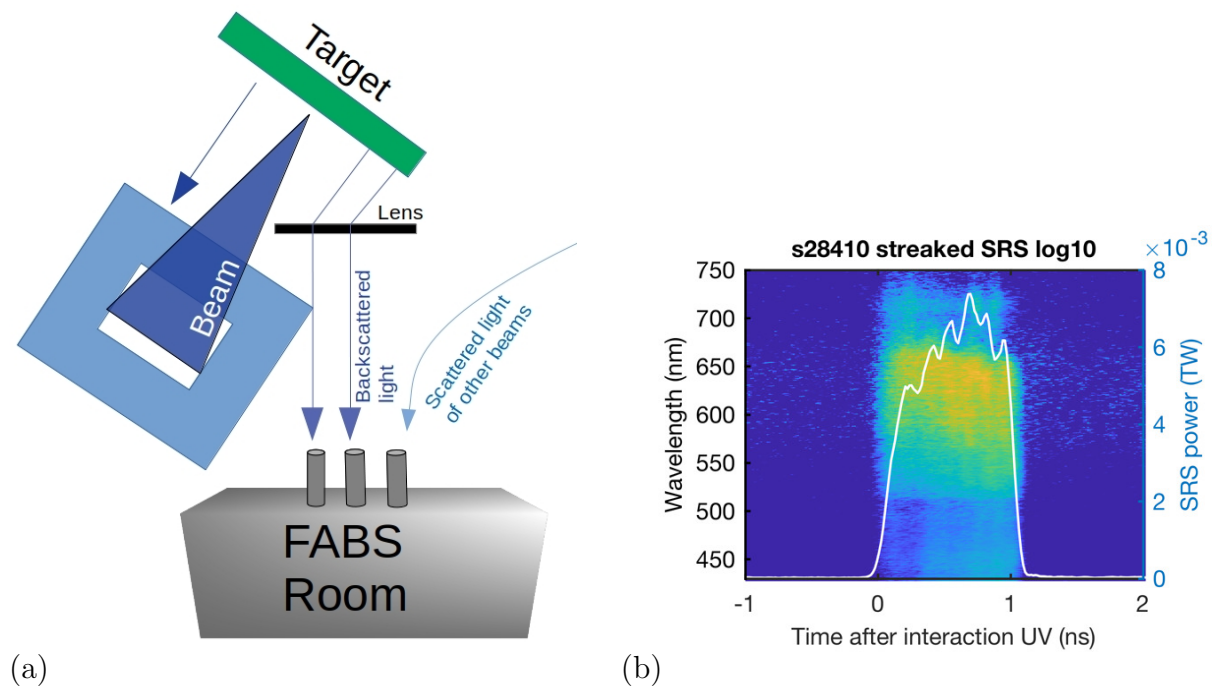 Target
Lens
Beam
Backscattered
light
Scattered light
of other beams
FABS
Room
(a)
s28410 streaked SRS log10
×10⁻³
Wavelength (nm)
750
700
650
600
550
500
450
8
6
4
2
0
SRS power (TW)
-1
0
1
2
Time after interaction UV (ns)
(b)